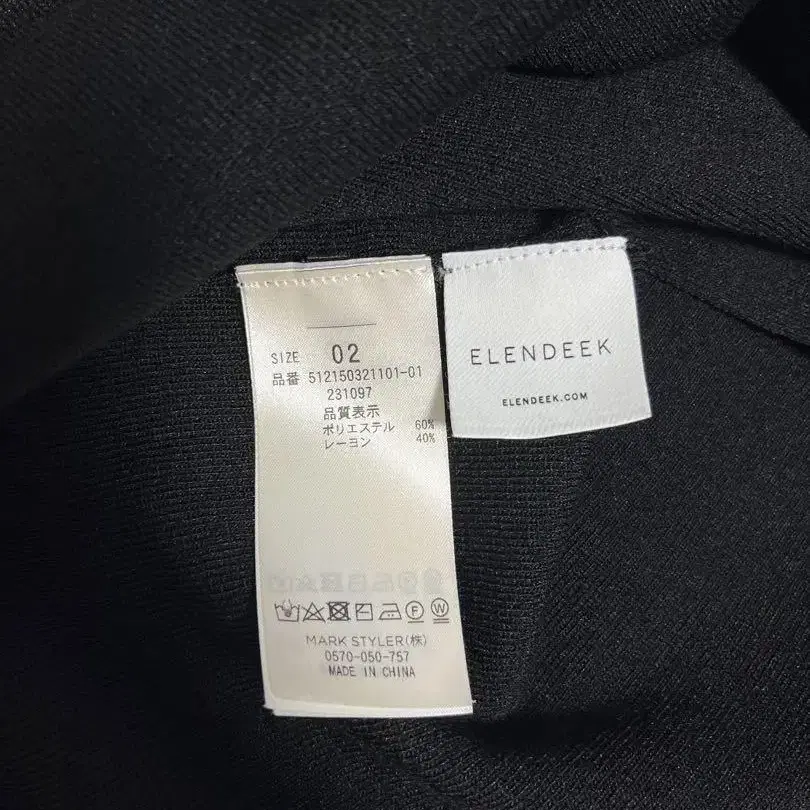 SIZE 02
品番 512150321101-01
231097
品質表示
ポリエステル 60%
レーヨン 40%
F W
MARK STYLER(株)
0570-050-757
MADE IN CHINA
ELENDEEK
ELENDEEK.COM